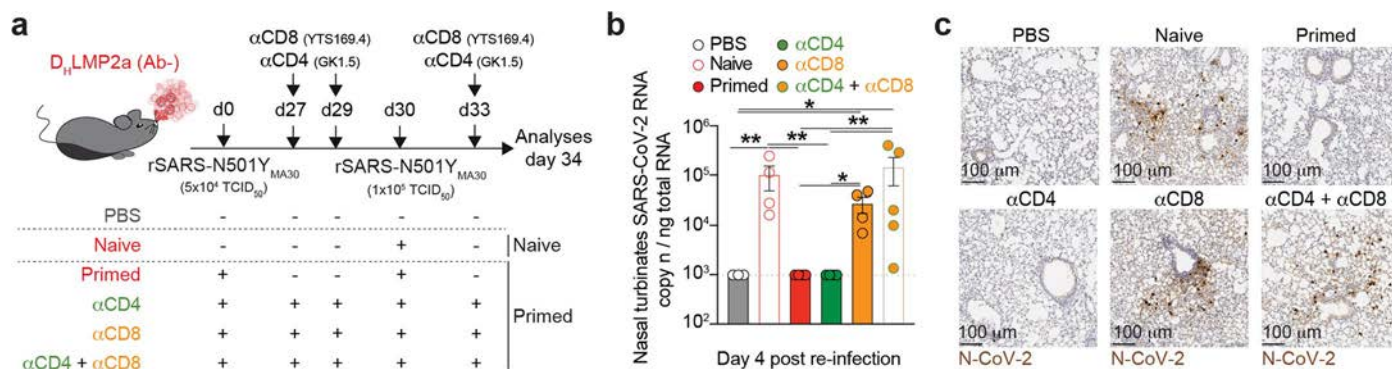 a
αCD8 (YTS169.4)
αCD4 (GK1.5)
αCD8 (YTS169.4)
αCD4 (GK1.5)
DHLMP2a (Ab-)
d0 d27 d29 d30 d33
Analyses
day 34
rSARS-N501YMA30
(5x10⁴ TCID50)
rSARS-N501YMA30
(1x10⁵ TCID50)
PBS - - - - -
Naive - - - + -
Naive
Primed + - - + -
αCD4 + + + + +
αCD8 + + + + +
αCD4 + αCD8 + + + + +
Primed
b
PBS αCD4
Naive αCD8
Primed αCD4 + αCD8
Nasal turbinates SARS-CoV-2 RNA
copy n / ng total RNA
10⁶
10⁵
10⁴
10³
10²
*
**
** ** *
Day 4 post re-infection
c
PBS Naive Primed
100 µm 100 µm 100 µm
αCD4 αCD8 αCD4 + αCD8
100 µm 100 µm 100 µm
N-CoV-2 N-CoV-2 N-CoV-2